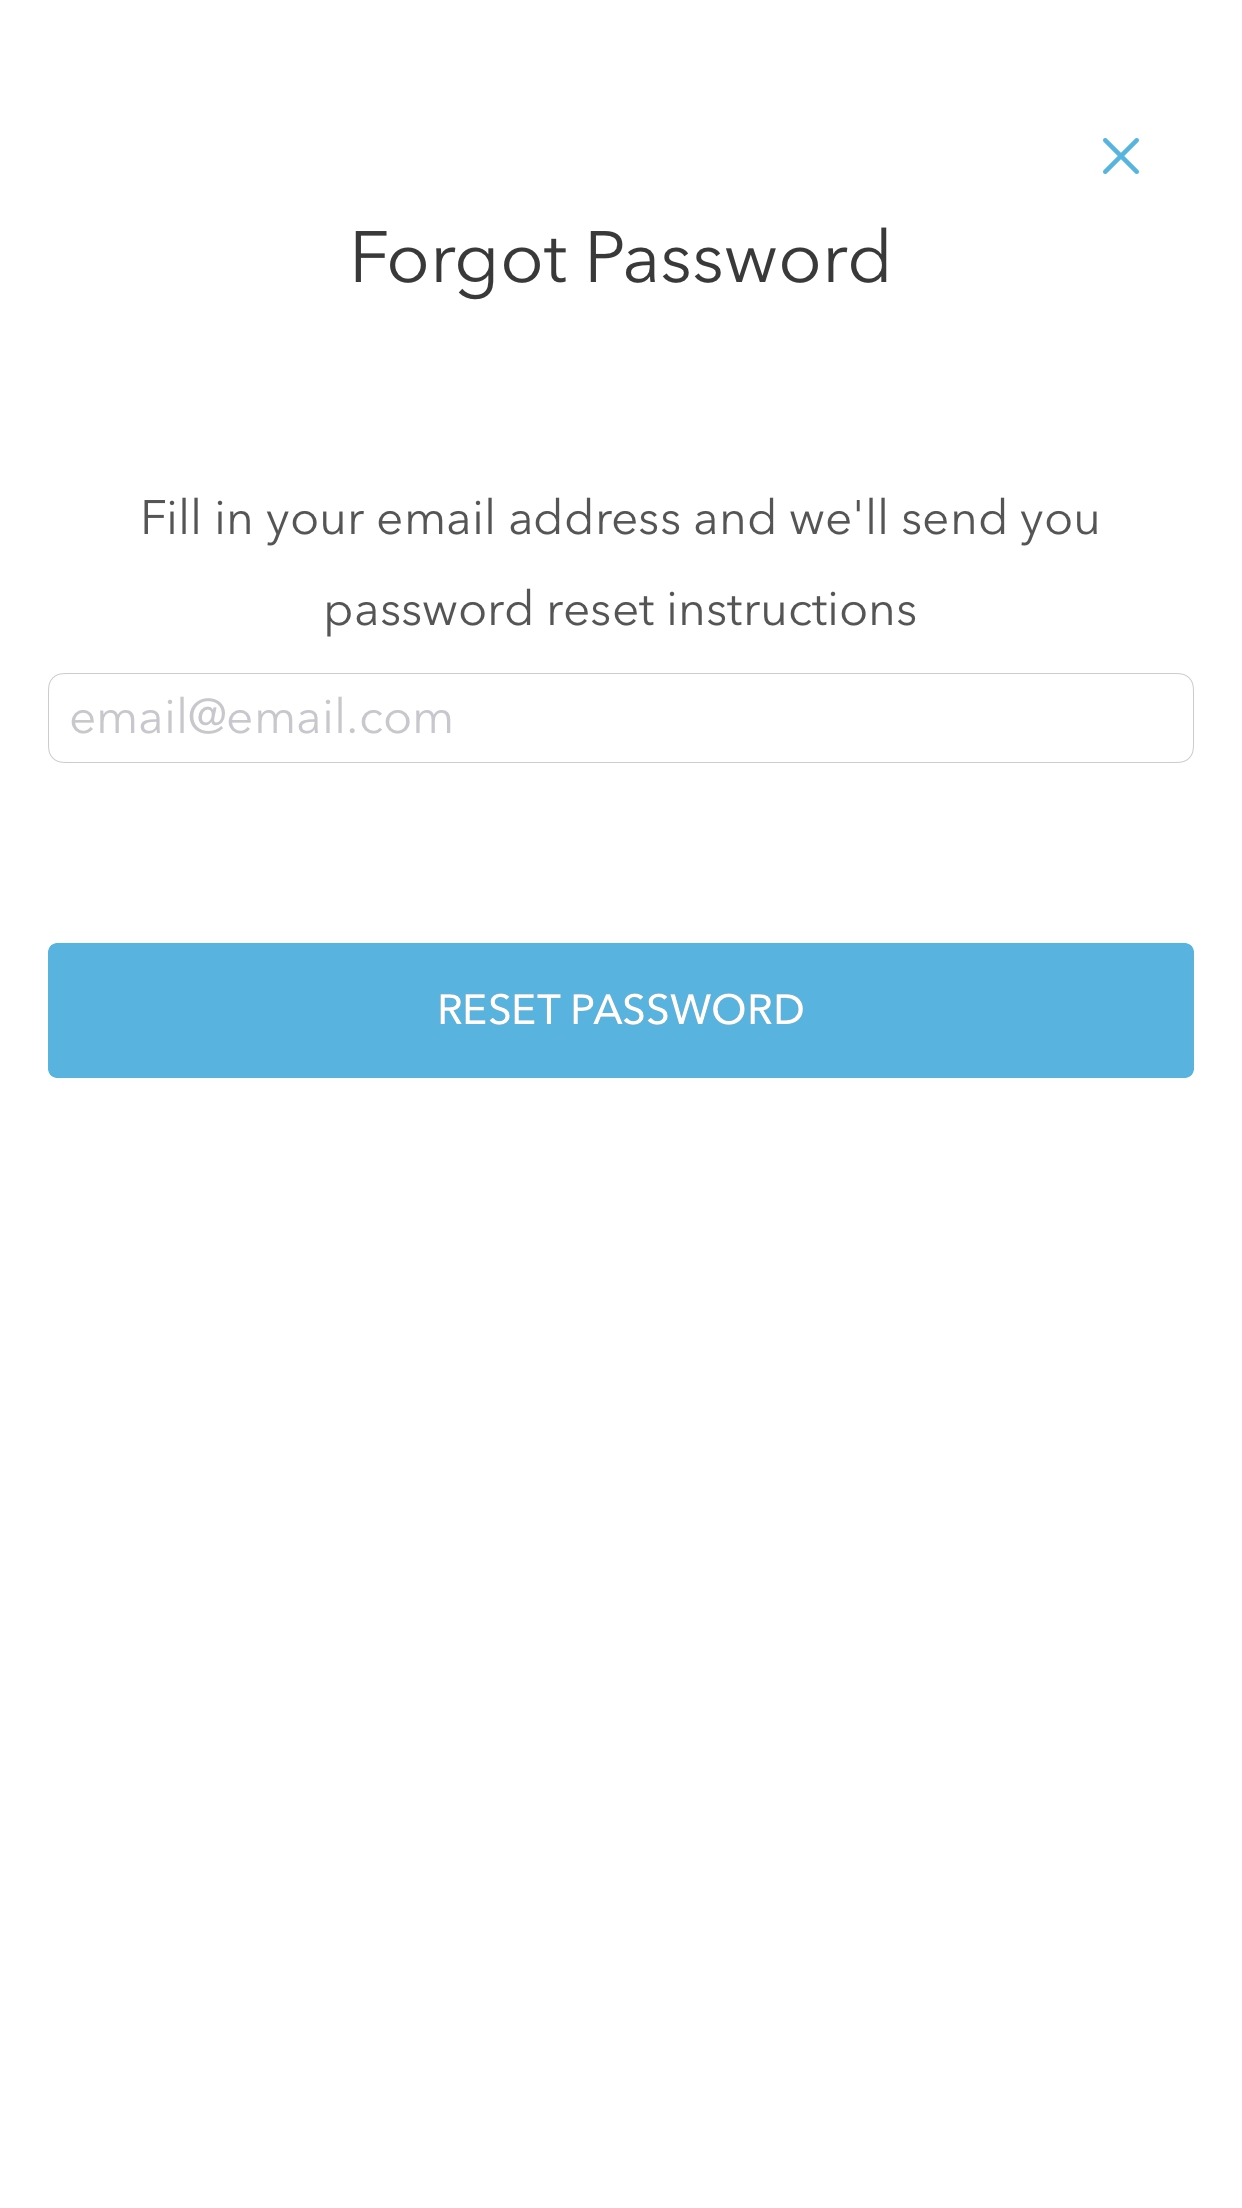 Forgot Password
Fill in your email address and we'll send you
password reset instructions
email@email.com
RESET PASSWORD